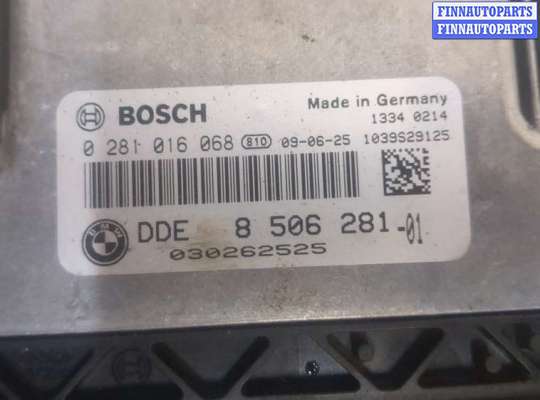 FINNAUTOPARTS
FINNAUTOPARTS
BOSCH
Made in Germany
1334 0214
0 281 016 068 810 09-06-25 1039S29125
BMW
DDE 8 506 281-01
030262525